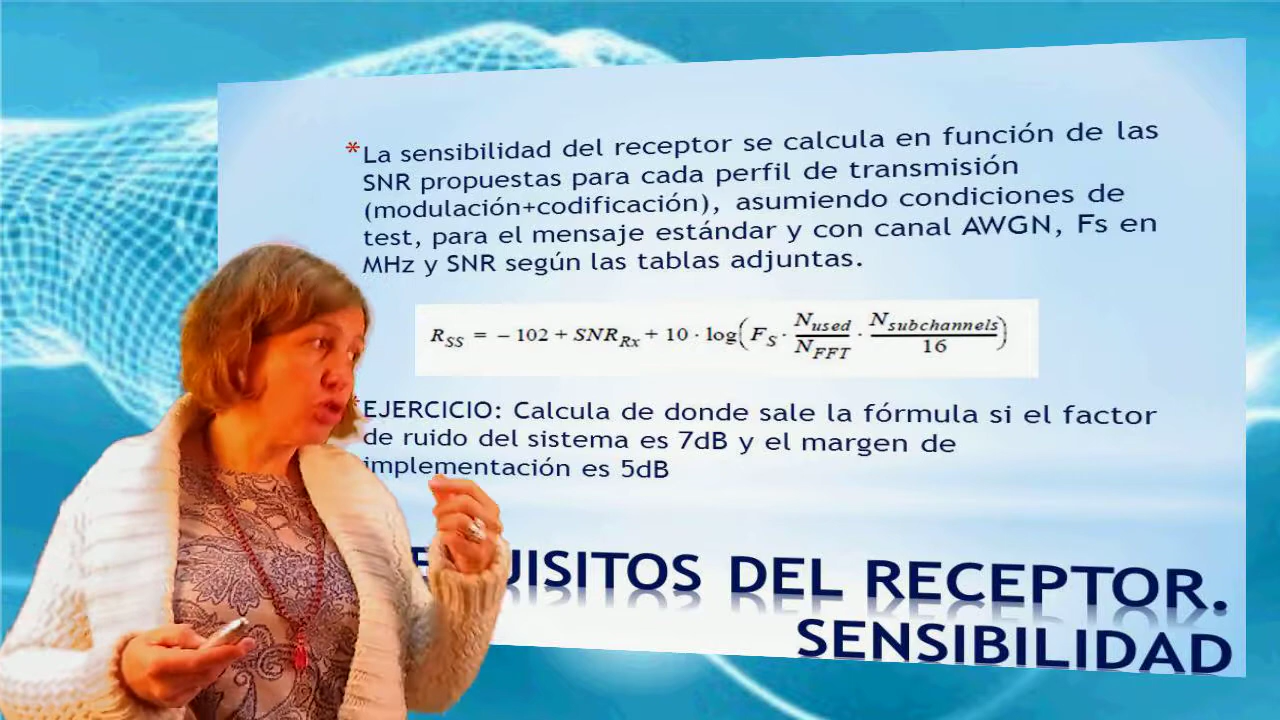 *La sensibilidad del receptor se calcula en función de las
SNR propuestas para cada perfil de transmisión
(modulación+codificación), asumiendo condiciones de
test, para el mensaje estándar y con canal AWGN, Fs en
MHz y SNR según las tablas adjuntas.
R_SS = − 102 + SNR_Rx + 10 · log(F_S · N_used/N_FFT · N_subchannels/16)
*EJERCICIO: Calcula de donde sale la fórmula si el factor
de ruido del sistema es 7dB y el margen de
implementación es 5dB
UISITOS DEL RECEPTOR.
SENSIBILIDAD